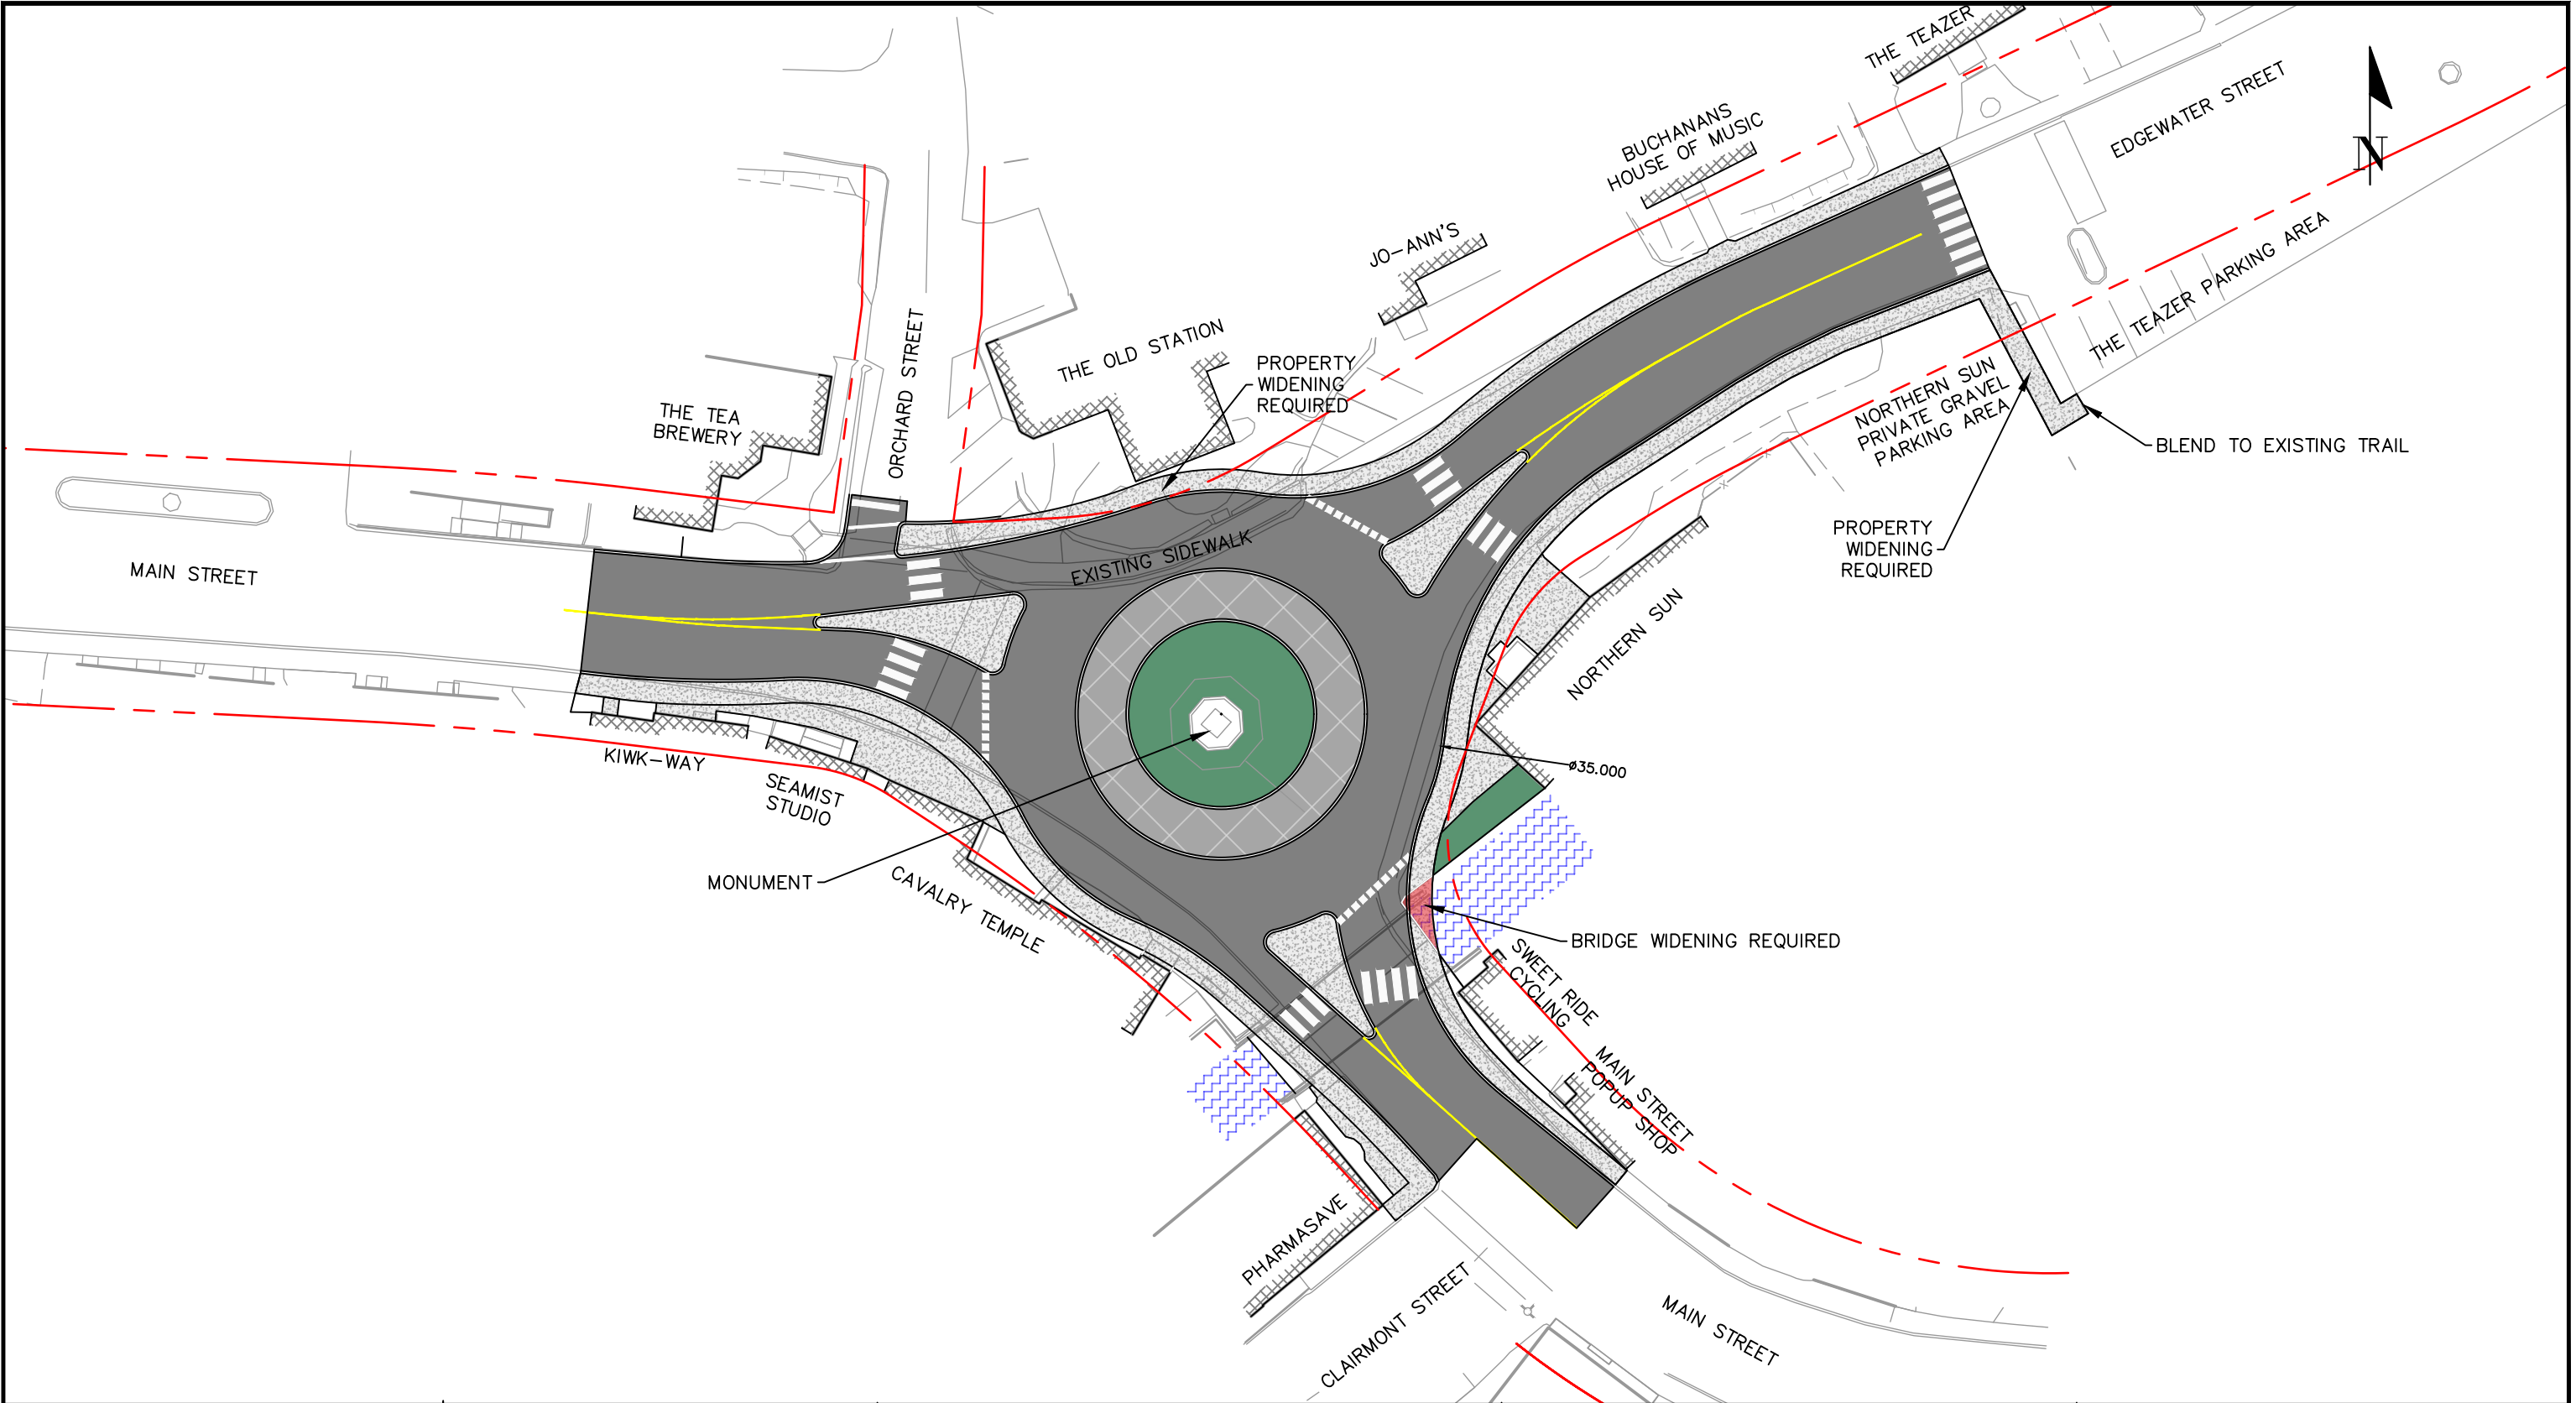 THE TEAZER
EDGEWATER STREET
N
BUCHANANS
HOUSE OF MUSIC
JO-ANN'S
THE TEAZER PARKING AREA
ORCHARD STREET
THE OLD STATION
PROPERTY
WIDENING
REQUIRED
THE TEA
BREWERY
NORTHERN SUN
PRIVATE GRAVEL
PARKING AREA
BLEND TO EXISTING TRAIL
PROPERTY
WIDENING
REQUIRED
MAIN STREET
EXISTING SIDEWALK
NORTHERN SUN
KIWK-WAY
SEAMIST
STUDIO
ø35.000
MONUMENT
CAVALRY TEMPLE
BRIDGE WIDENING REQUIRED
SWEET RIDE
CYCLING
MAIN STREET
POPUP SHOP
PHARMASAVE
CLAIRMONT STREET
MAIN STREET